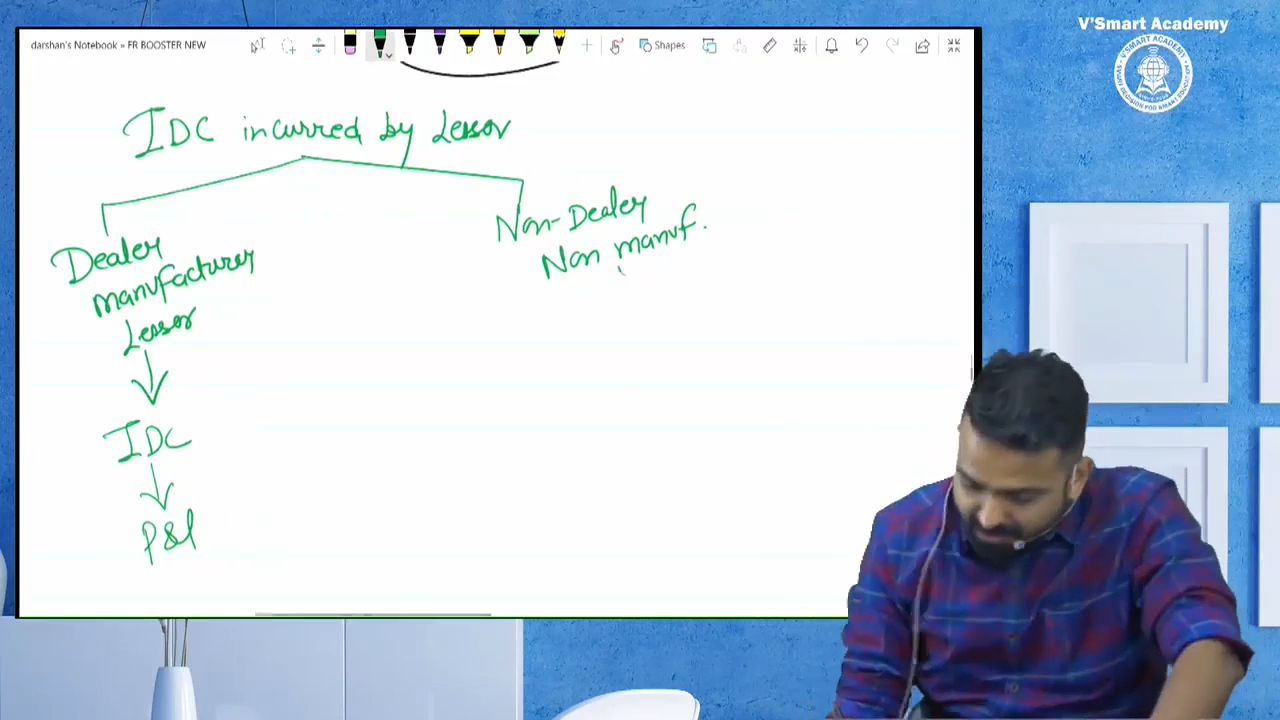 V'Smart Academy
darshan's Notebook » FR BOOSTER NEW
Shapes
IDC incurred by Lessor
Dealer
manufacturer
Lessor
Non-Dealer
Non manuf.
IDC
P&L